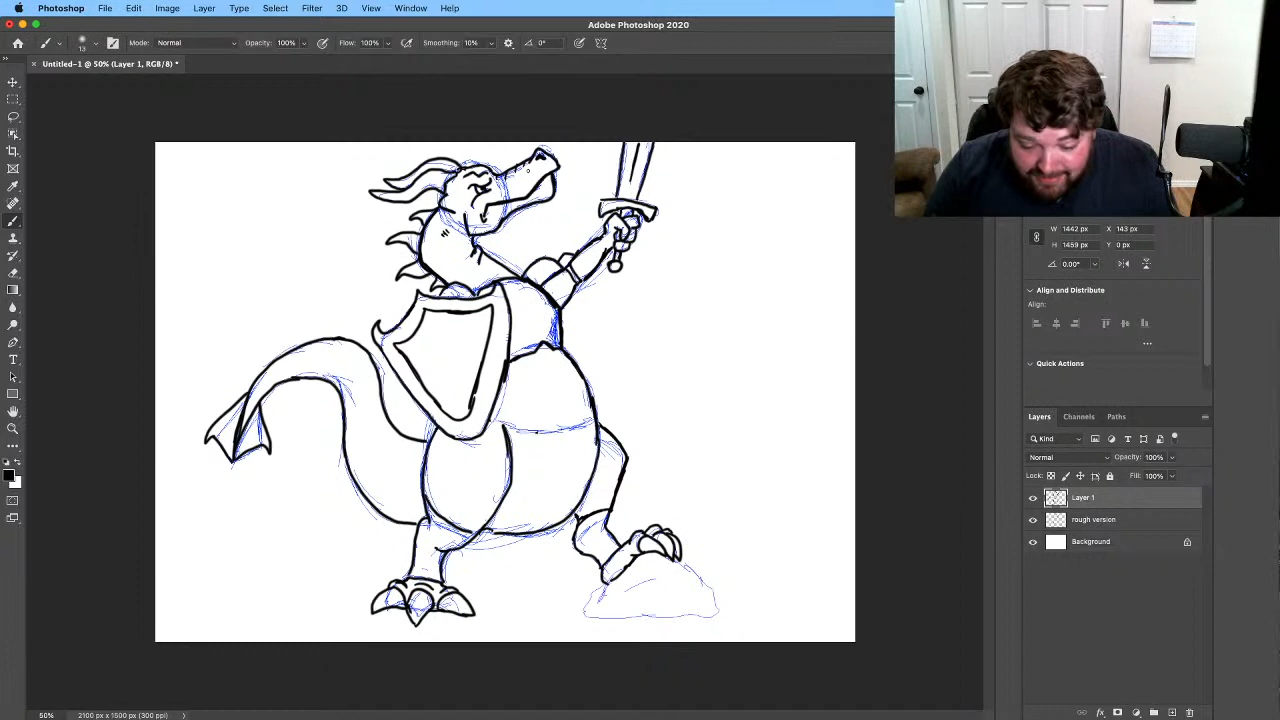 Photoshop File Edit Image Layer Type Select Filter 3D View Window Help
Adobe Photoshop 2020
13 Mode: Normal Opacity: 100% Flow: 100% Smoothing: 10% 0°
Untitled-1 @ 50% (Layer 1, RGB/8) *
W 1442 px X 143 px
H 1459 px Y 0 px
0.00°
Align and Distribute
Align:
Quick Actions
Layers Channels Paths
Kind
Normal Opacity: 100%
Lock: Fill: 100%
Layer 1
rough version
Background
50% 2100 px x 1500 px (300 ppi)